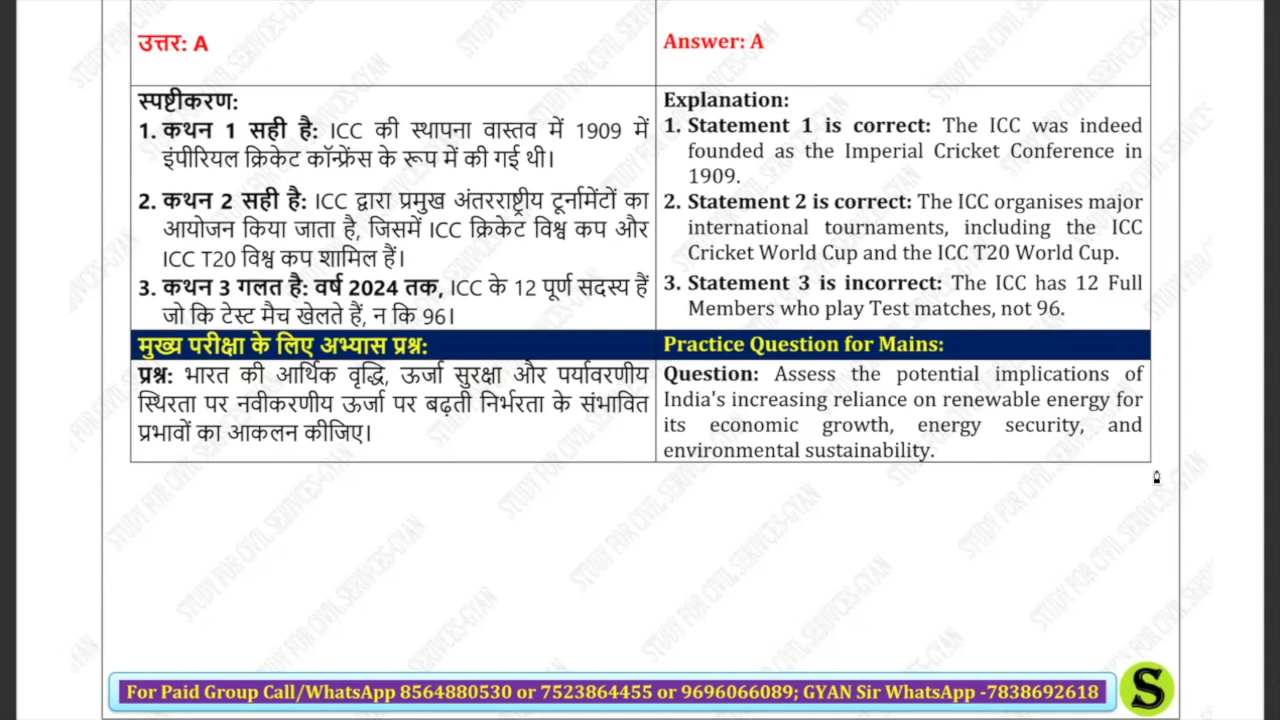 उत्तर: A
स्पष्टीकरण:
1. कथन 1 सही है: ICC की स्थापना वास्तव में 1909 में
इंपीरियल क्रिकेट कॉन्फ्रेंस के रूप में की गई थी।
2. कथन 2 सही है: ICC द्वारा प्रमुख अंतरराष्ट्रीय टूर्नामेंटों का
आयोजन किया जाता है, जिसमें ICC क्रिकेट विश्व कप और
ICC T20 विश्व कप शामिल हैं।
3. कथन 3 गलत है: वर्ष 2024 तक, ICC के 12 पूर्ण सदस्य हैं
जो कि टेस्ट मैच खेलते हैं, न कि 96।
मुख्य परीक्षा के लिए अभ्यास प्रश्न:
प्रश्न: भारत की आर्थिक वृद्धि, ऊर्जा सुरक्षा और पर्यावरणीय
स्थिरता पर नवीकरणीय ऊर्जा पर बढ़ती निर्भरता के संभावित
प्रभावों का आकलन कीजिए।
Answer: A
Explanation:
1. Statement 1 is correct: The ICC was indeed
founded as the Imperial Cricket Conference in
1909.
2. Statement 2 is correct: The ICC organises major
international tournaments, including the ICC
Cricket World Cup and the ICC T20 World Cup.
3. Statement 3 is incorrect: The ICC has 12 Full
Members who play Test matches, not 96.
Practice Question for Mains:
Question: Assess the potential implications of
India's increasing reliance on renewable energy for
its economic growth, energy security, and
environmental sustainability.
For Paid Group Call/WhatsApp 8564880530 or 7523864455 or 9696066089; GYAN Sir WhatsApp -7838692618
S
STUDY FOR CIVIL SERIVCES-GYAN